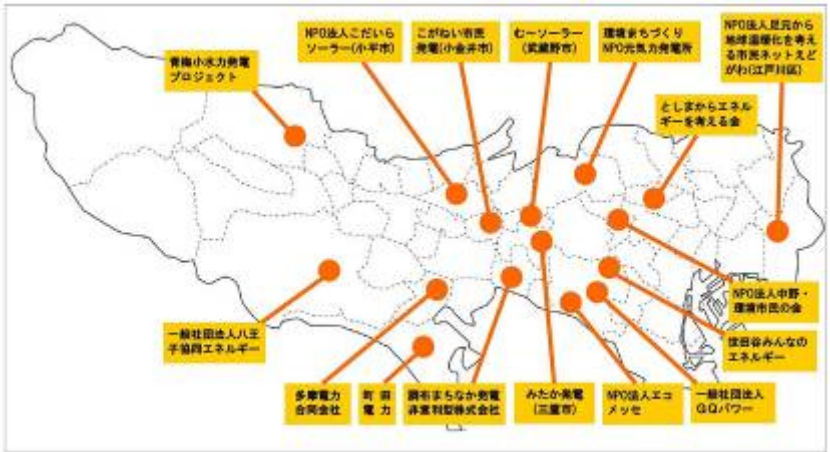 NPO法人こだいら
ソーラー(小平市)
こがねい市民
発電(小金井市)
む～ソーラー
(武蔵野市)
環境まちづくり
NPO元気力発電所
NPO法人足元から
地球温暖化を考え
る市民ネットえど
がわ(江戸川区)
青梅小水力発電
プロジェクト
としまからエネル
ギーを考える会
NPO法人中野・
環境市民の会
世田谷みんなの
エネルギー
一般社団法人八王
子協同エネルギー
多摩電力
合同会社
町田
電力
調布まちなか発電
非営利型株式会社
みたか発電
(三鷹市)
NPO法人エコ
メッセ
一般社団法人
GQパワー